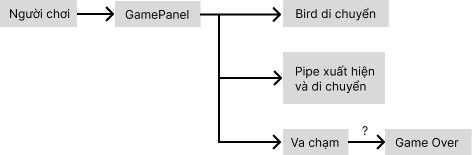 Người chơi
GamePanel
Bird di chuyển
Pipe xuất hiện
và di chuyển
Va chạm
?
Game Over